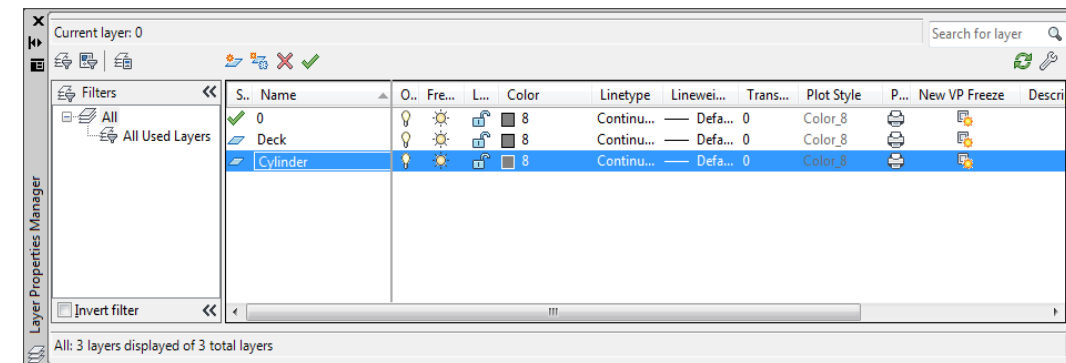 Current layer: 0
Search for layer
Filters
All
All Used Layers
S.. Name O.. Fre... L... Color Linetype Linewei... Trans... Plot Style P... New VP Freeze Descri
0 8 Continu... Defa... 0 Color_8
Deck 8 Continu... Defa... 0 Color_8
Cylinder 8 Continu... Defa... 0 Color_8
Invert filter
Layer Properties Manager
All: 3 layers displayed of 3 total layers